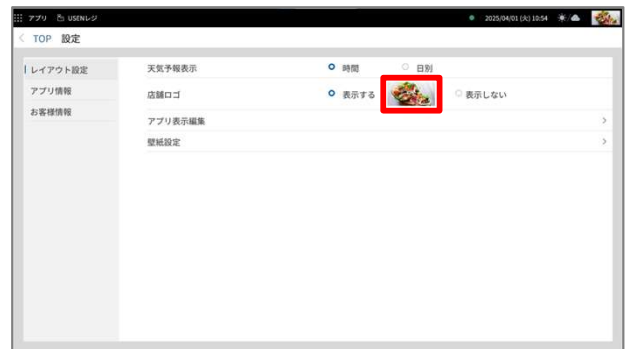 アプリ USENレジ 2025/04/01 (火) 10:54
TOP 設定
レイアウト設定 天気予報表示 時間 日別
アプリ情報 店舗ロゴ 表示する 表示しない
お客様情報
アプリ表示編集
壁紙設定